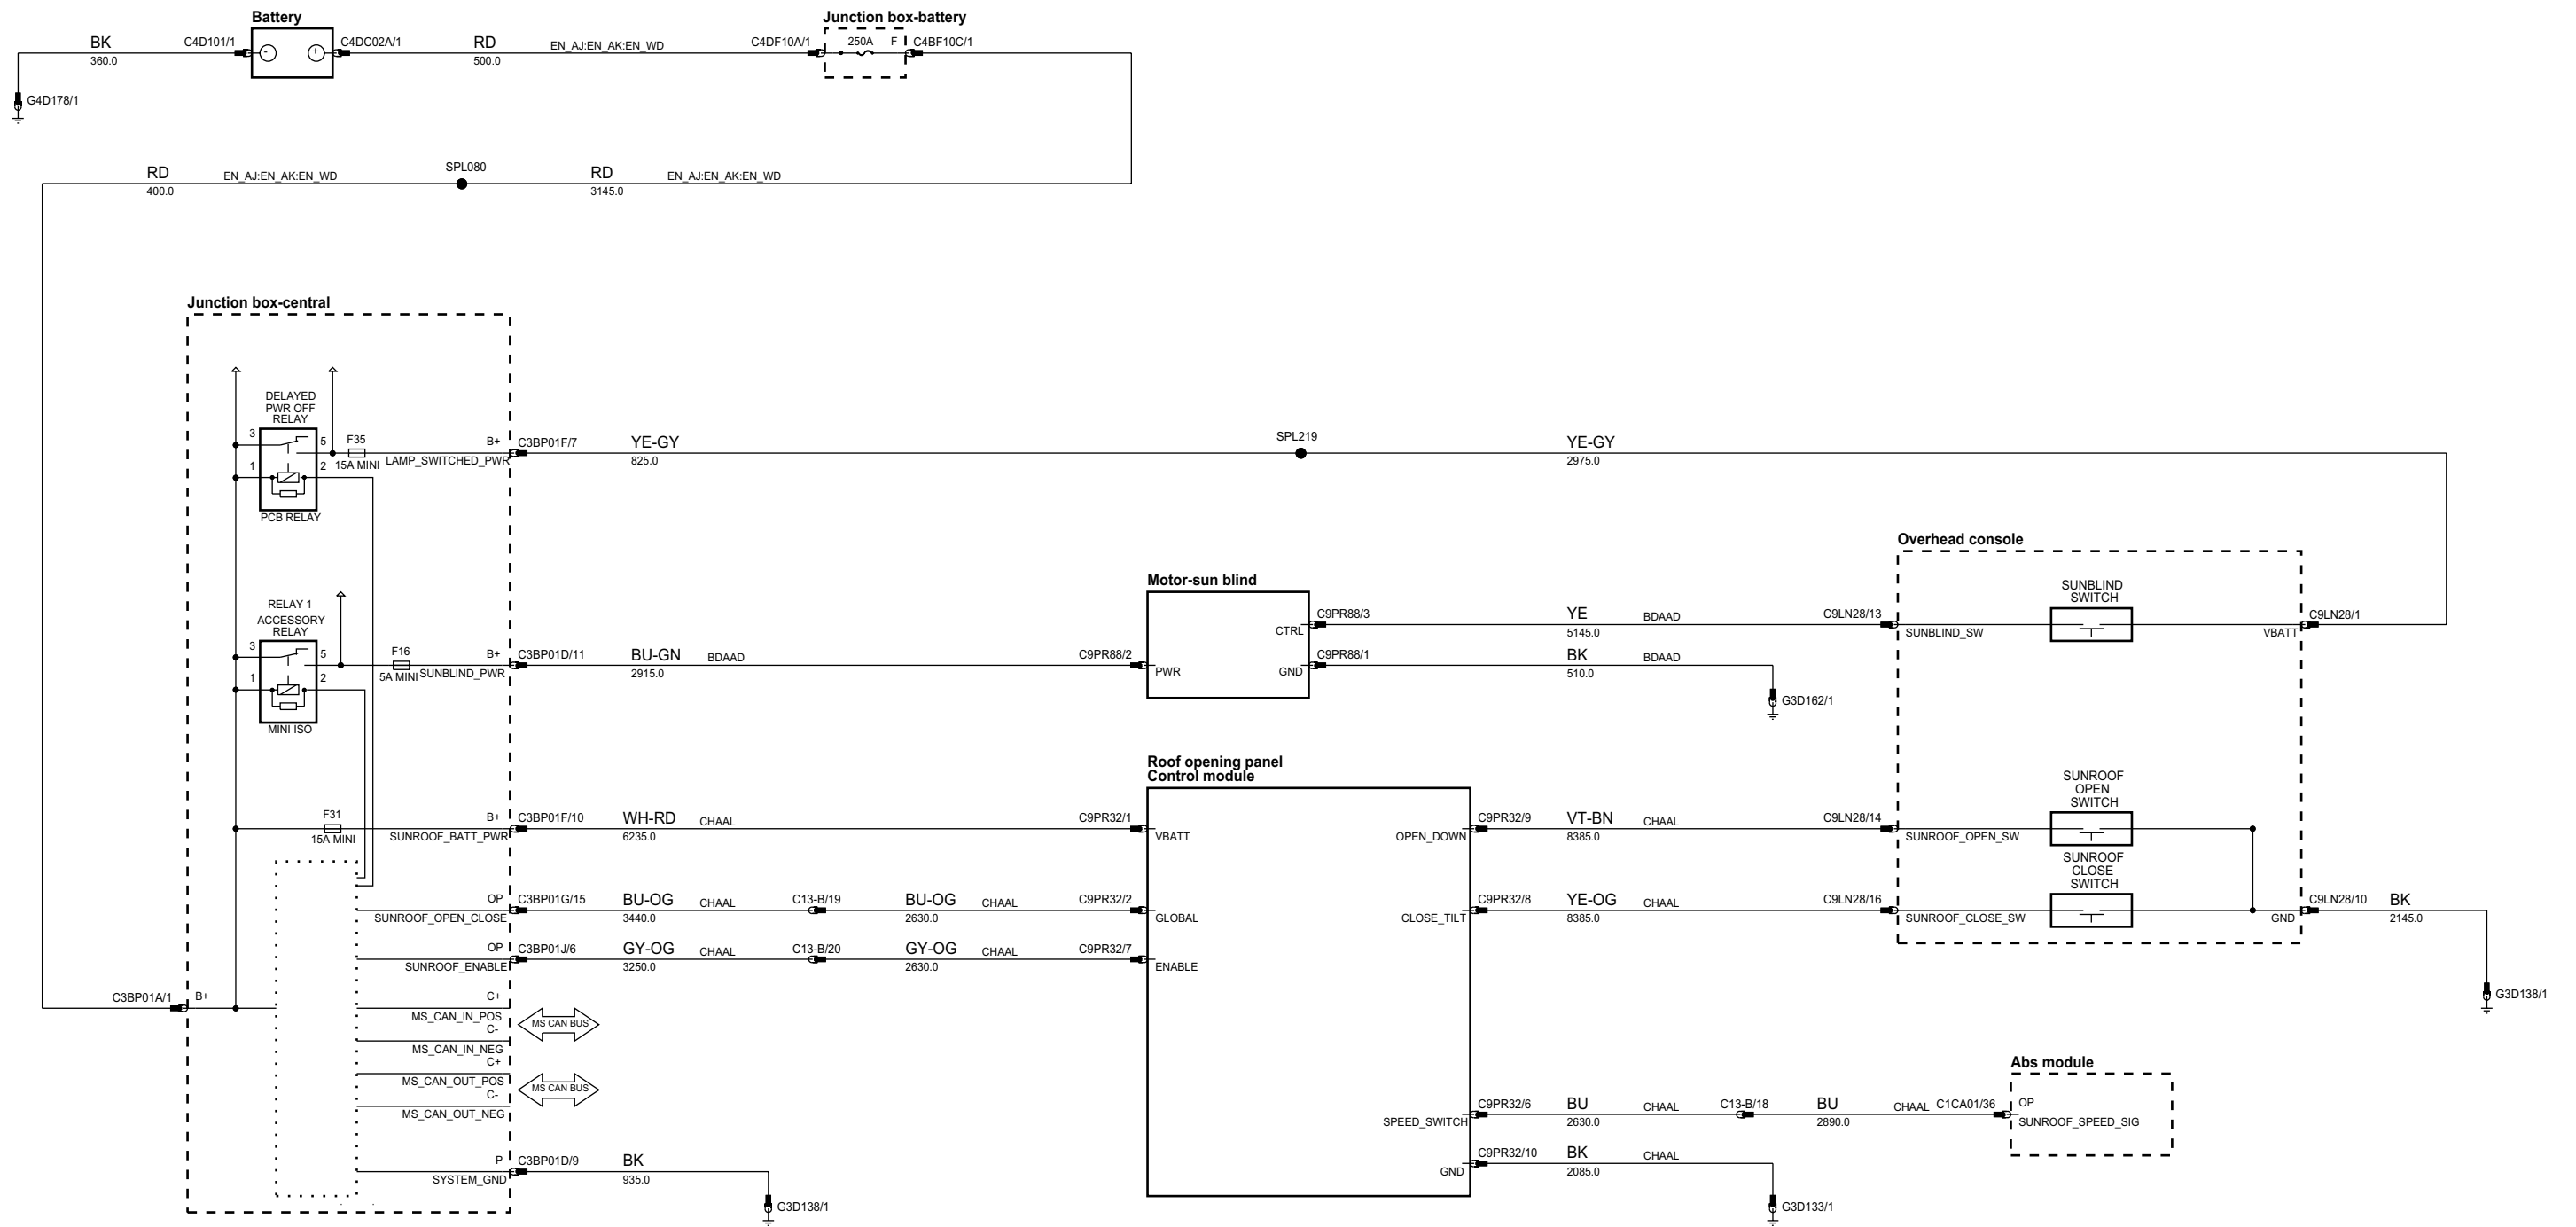 Battery
Junction box-battery
BK
360.0
C4D101/1
-
+
C4DC02A/1
RD
500.0
EN_AJ:EN_AK:EN_WD
C4DF10A/1
250A
F
C4BF10C/1
G4D178/1
RD
400.0
EN_AJ:EN_AK:EN_WD
SPL080
RD
3145.0
EN_AJ:EN_AK:EN_WD
Junction box-central
DELAYED
PWR OFF
RELAY
3
5
1
2
PCB RELAY
F35
15A MINI
B+
LAMP_SWITCHED_PWR
C3BP01F/7
YE-GY
825.0
SPL219
YE-GY
2975.0
RELAY 1
ACCESSORY
RELAY
3
5
1
2
MINI ISO
F16
5A MINI
B+
SUNBLIND_PWR
C3BP01D/11
BU-GN
2915.0
BDAAD
C9PR88/2
Motor-sun blind
PWR
CTRL
GND
C9PR88/3
YE
5145.0
BDAAD
C9LN28/13
C9PR88/1
BK
510.0
BDAAD
G3D162/1
Overhead console
SUNBLIND
SWITCH
SUNBLIND_SW
VBATT
C9LN28/1
F31
15A MINI
B+
SUNROOF_BATT_PWR
C3BP01F/10
WH-RD
6235.0
CHAAL
C9PR32/1
Roof opening panel
Control module
VBATT
OPEN_DOWN
C9PR32/9
VT-BN
8385.0
CHAAL
C9LN28/14
SUNROOF_OPEN_SW
SUNROOF
OPEN
SWITCH
OP
SUNROOF_OPEN_CLOSE
C3BP01G/15
BU-OG
3440.0
CHAAL
C13-B/19
BU-OG
2630.0
CHAAL
C9PR32/2
GLOBAL
CLOSE_TILT
C9PR32/8
YE-OG
8385.0
CHAAL
C9LN28/16
SUNROOF_CLOSE_SW
SUNROOF
CLOSE
SWITCH
GND
C9LN28/10
BK
2145.0
G3D138/1
OP
SUNROOF_ENABLE
C3BP01J/6
GY-OG
3250.0
CHAAL
C13-B/20
GY-OG
2630.0
CHAAL
C9PR32/7
ENABLE
C3BP01A/1
B+
C+
MS_CAN_IN_POS
C-
MS_CAN_IN_NEG
MS CAN BUS
C+
MS_CAN_OUT_POS
C-
MS_CAN_OUT_NEG
MS CAN BUS
SPEED_SWITCH
C9PR32/6
BU
2630.0
CHAAL
C13-B/18
BU
2890.0
CHAAL
C1CA01/36
Abs module
OP
SUNROOF_SPEED_SIG
P
SYSTEM_GND
C3BP01D/9
BK
935.0
G3D138/1
GND
C9PR32/10
BK
2085.0
CHAAL
G3D133/1